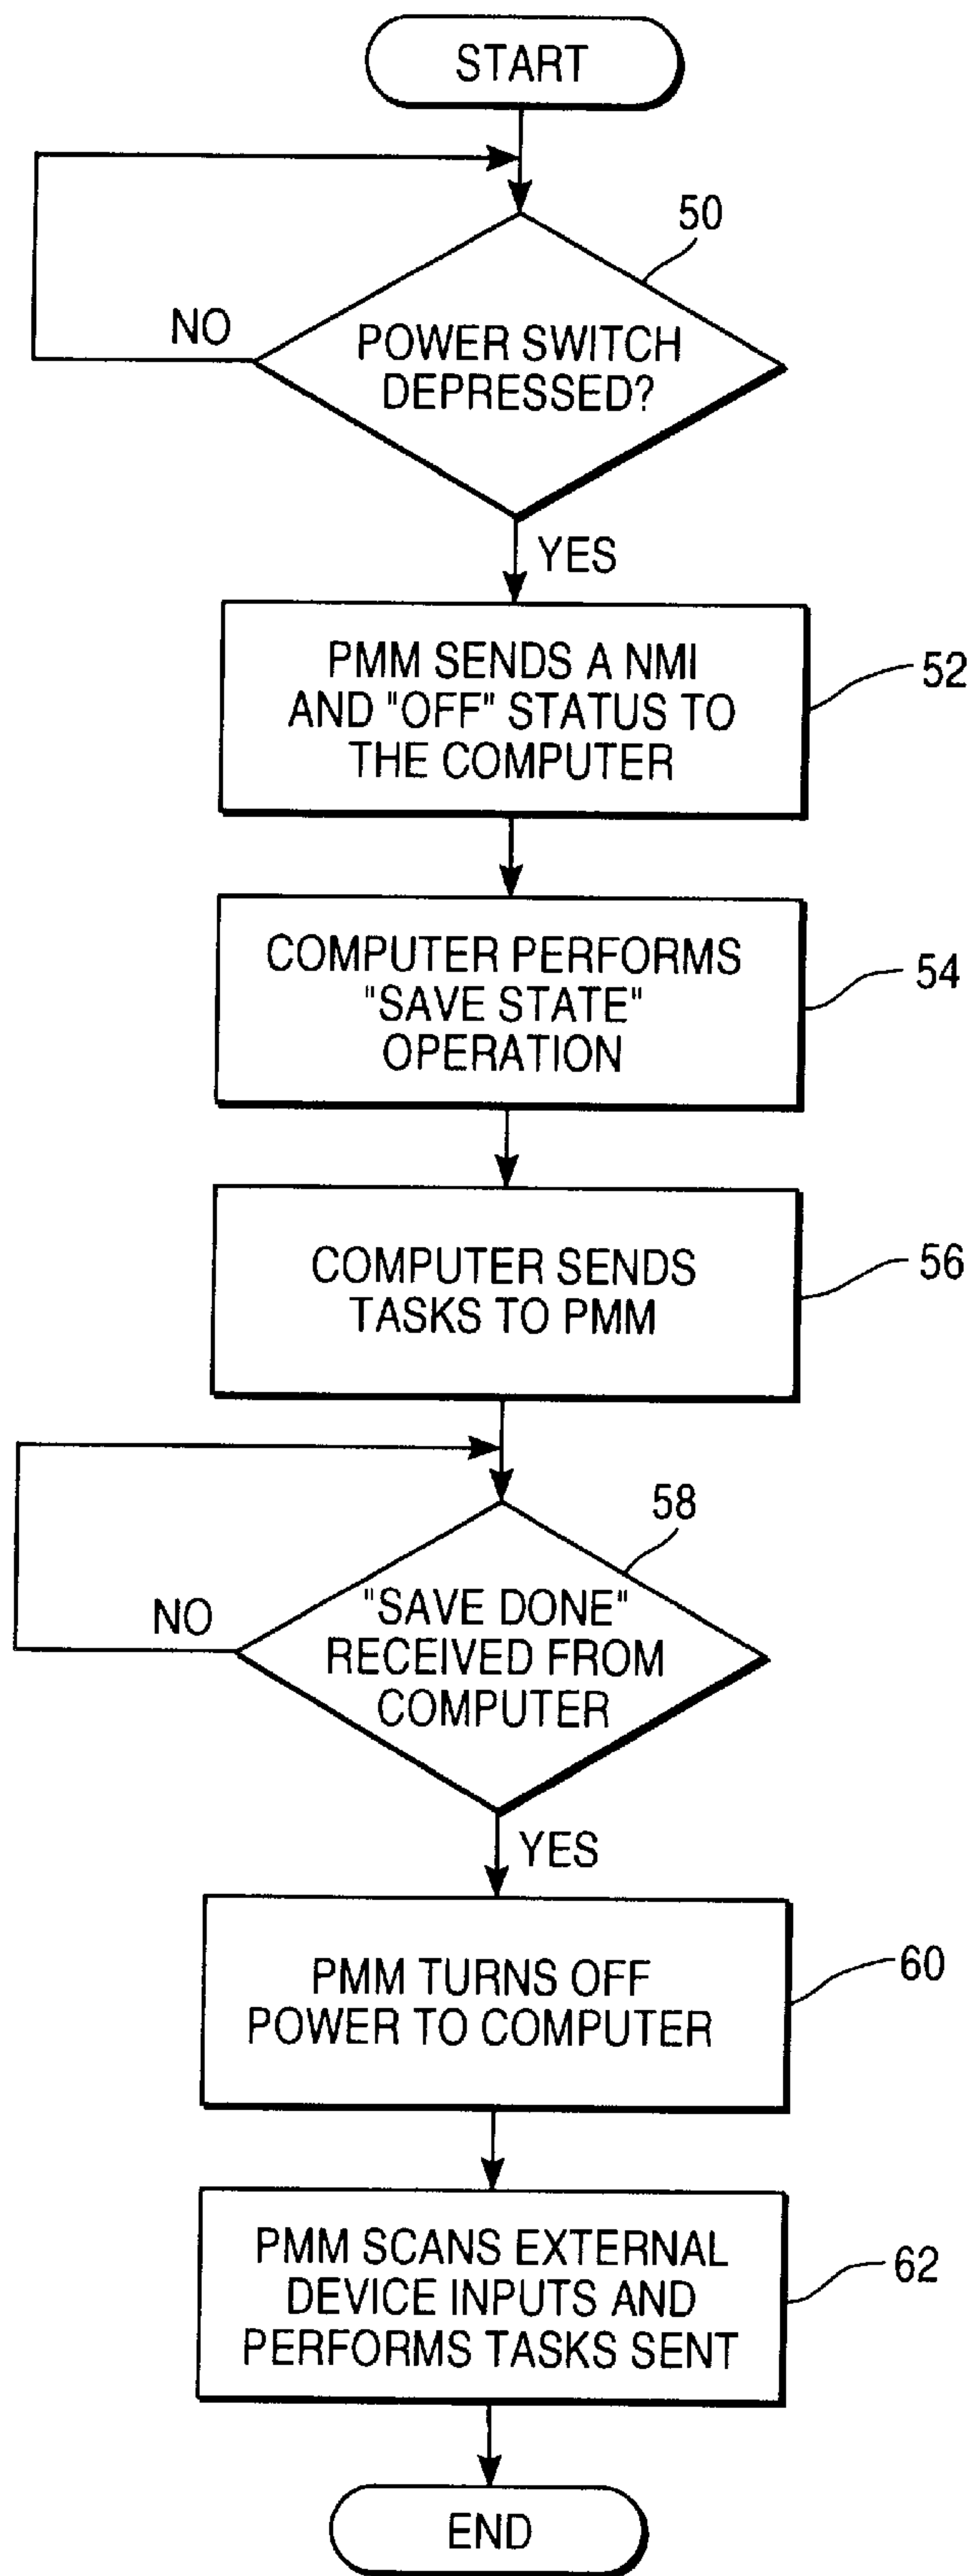 START
50
NO
POWER SWITCH
DEPRESSED?
YES
PMM SENDS A NMI
AND "OFF" STATUS TO
THE COMPUTER
52
COMPUTER PERFORMS
"SAVE STATE"
OPERATION
54
COMPUTER SENDS
TASKS TO PMM
56
58
NO
"SAVE DONE"
RECEIVED FROM
COMPUTER
YES
PMM TURNS OFF
POWER TO COMPUTER
60
PMM SCANS EXTERNAL
DEVICE INPUTS AND
PERFORMS TASKS SENT
62
END